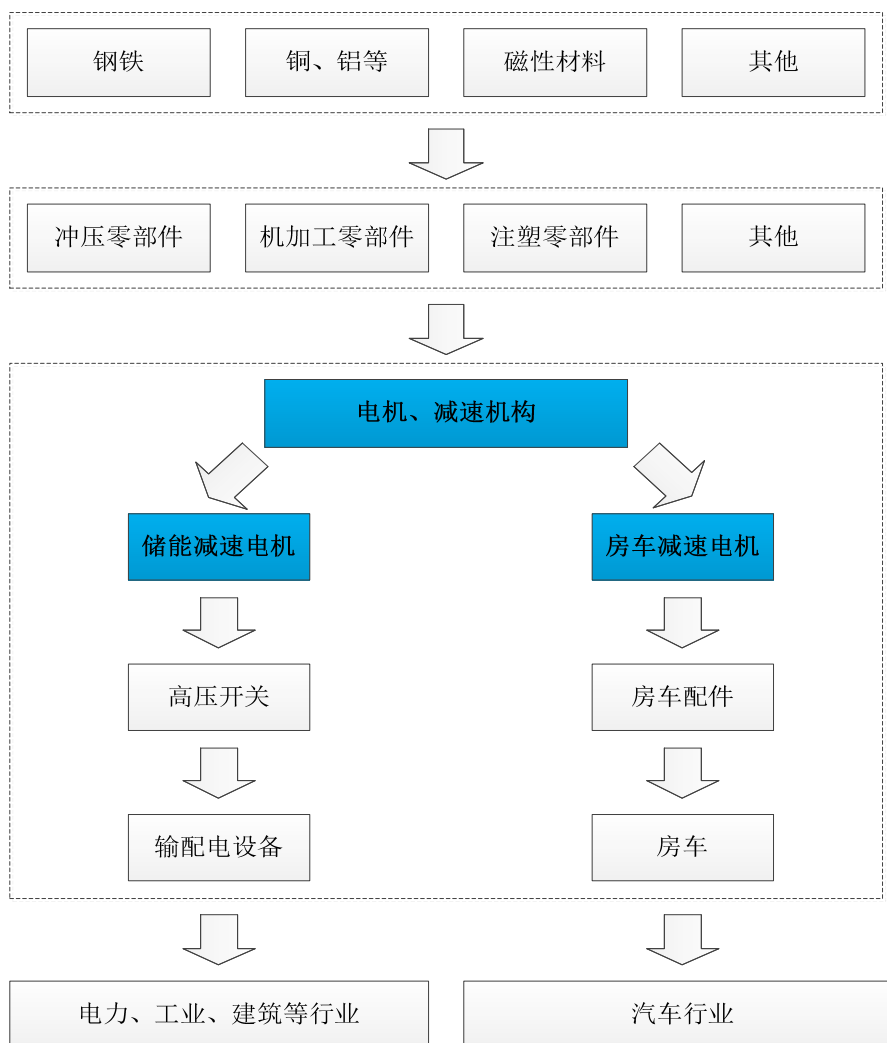 钢铁
铜、铝等
磁性材料
其他
冲压零部件
机加工零部件
注塑零部件
其他
电机、减速机构
储能减速电机
房车减速电机
高压开关
房车配件
输配电设备
房车
电力、工业、建筑等行业
汽车行业